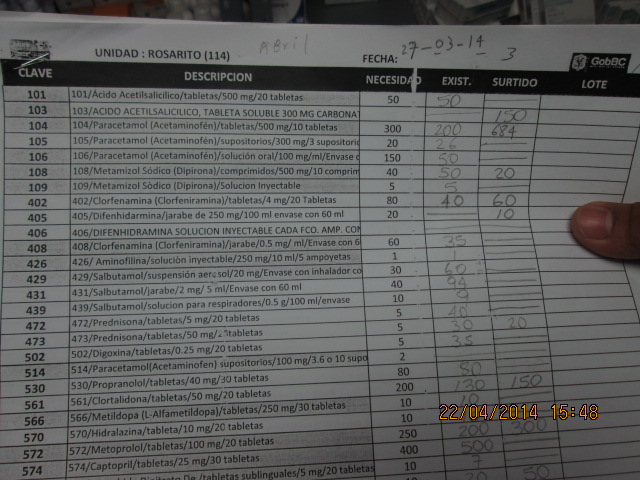 Abril
UNIDAD : ROSARITO (114) FECHA: 27-03-14 3 GobBC
CLAVE DESCRIPCION NECESIDAD EXIST. SURTIDO LOTE
101 101/Ácido Acetilsalicílico/tabletas/500 mg/20 tabletas 50 50
103 103/ACIDO ACETILSALICILICO, TABLETA SOLUBLE 300 MG CARBONAT 150
104 104/Paracetamol (Acetaminofén)/tabletas/500 mg/10 tabletas 300 200 684
105 105/Paracetamol (Acetaminofén)/supositorios/300 mg/3 supositorio 20 26
106 106/Paracetamol (Acetaminofén)/solución oral/100 mg/ml/Envase c 150 50
108 108/Metamizol Sódico (Dipirona)/comprimidos/500 mg/10 comprim 40 50 20
109 109/Metamizol Sòdico (Dipirona)/Solucion Inyectable 5 5
402 402/Clorfenamina (Clorfeniramina)/tabletas/4 mg/20 Tabletas 80 40 60
405 405/Difenhidramina/jarabe de 250 mg/100 ml envase con 60 ml 20 10
406 406/DIFENHIDRAMINA SOLUCION INYECTABLE CADA FCO. AMP. CON
408 408/Clorfenamina (Clorfeniramina)/jarabe/0.5 mg/ ml/Envase con 6 60 35
426 426/ Aminofilina/soluciòn inyectable/250 mg/10 ml/5 ampoyetas 1 1
429 429/Salbutamol/suspensión aerosol/20 mg/Envase con inhalador co 30 60
431 431/Salbutamol/jarabe/2 mg/ 5 ml/Envase con 60 ml 40 94
439 439/Salbutamol/solucion para respiradores/0.5 g/100 ml/envase 10 9
472 472/Prednisona/tabletas/5 mg/20 tabletas 5 40
473 473/Prednisona/tabletas/50 mg/20 tabletas 5 30 20
502 502/Digoxina/tabletas/0.25 mg/20 tabletas 5 35
514 514/Paracetamol(Acetaminofen) supositorios/100 mg/3.6 o 10 supo 2
530 530/Propranolol/tabletas/40 mg/30 tabletas 80 80
561 561/Clortalidona/tabletas/50 mg/20 tabletas 200 130 150
566 566/Metildopa (L-Alfametildopa)/tabletas/250 mg/30 tabletas 10 10
570 570/Hidralazina/tabletas/10 mg/20 tabletas 10
572 572/Metoprolol/tabletas/100 mg/20 tabletas 250 200 300
574 574/Captopril/tabletas/25 mg/30 tabletas 400 500
tabletas sublinguales/5 mg/20 tabletas 10 7
50
22/04/2014 15:48